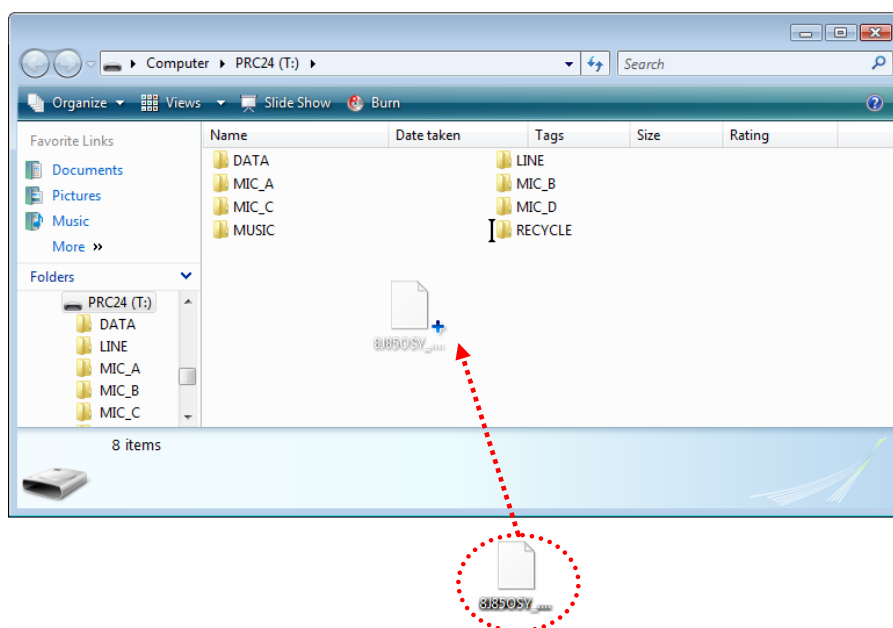 Computer PRC24 (T:) Search
Organize Views Slide Show Burn
Favorite Links Name Date taken Tags Size Rating
Documents DATA LINE
Pictures MIC_A MIC_B
Music MIC_C MIC_D
More MUSIC RECYCLE
Folders
PRC24 (T:)
DATA
LINE
MIC_A
MIC_B
MIC_C
8J85OSY_....
8 items
8J85OSY_....